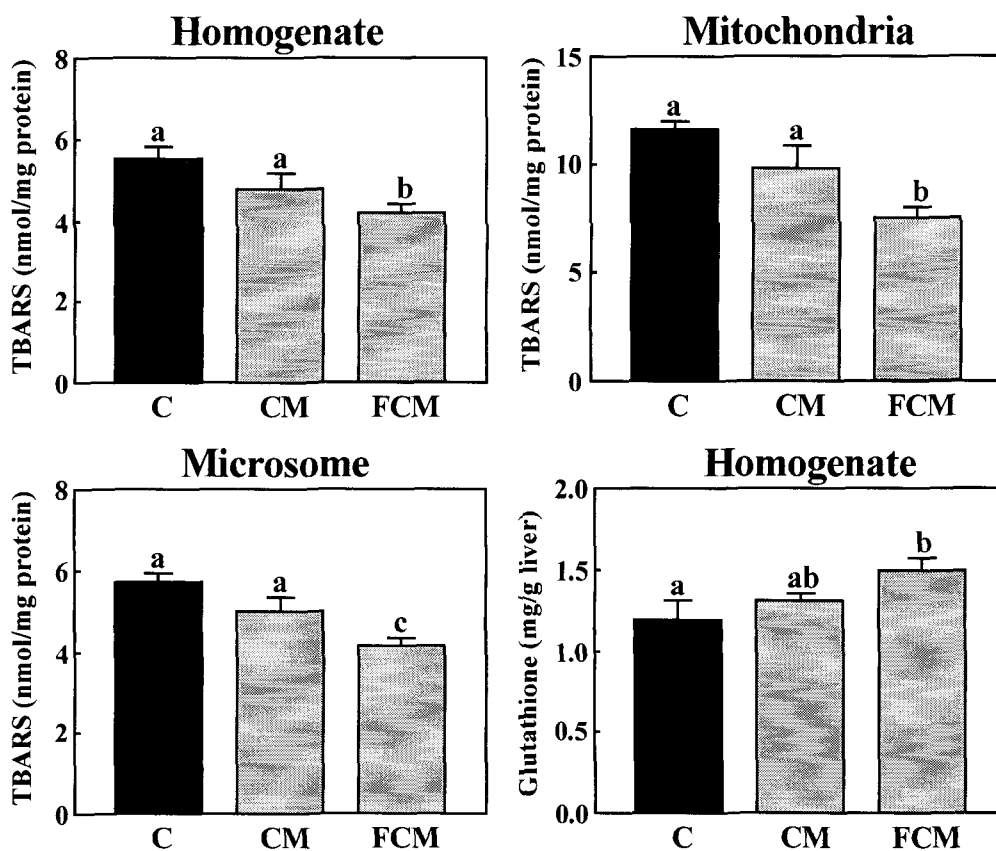 Homogenate
TBARS (nmol/mg protein)
8
6
4
2
0
a
a
b
C CM FCM
Mitochondria
TBARS (nmol/mg protein)
15
10
5
0
a
a
b
C CM FCM
Microsome
TBARS (nmol/mg protein)
8
6
4
2
0
a
a
c
C CM FCM
Homogenate
Glutathione (mg/g liver)
2.0
1.5
1.0
0.5
0.0
a
ab
b
C CM FCM